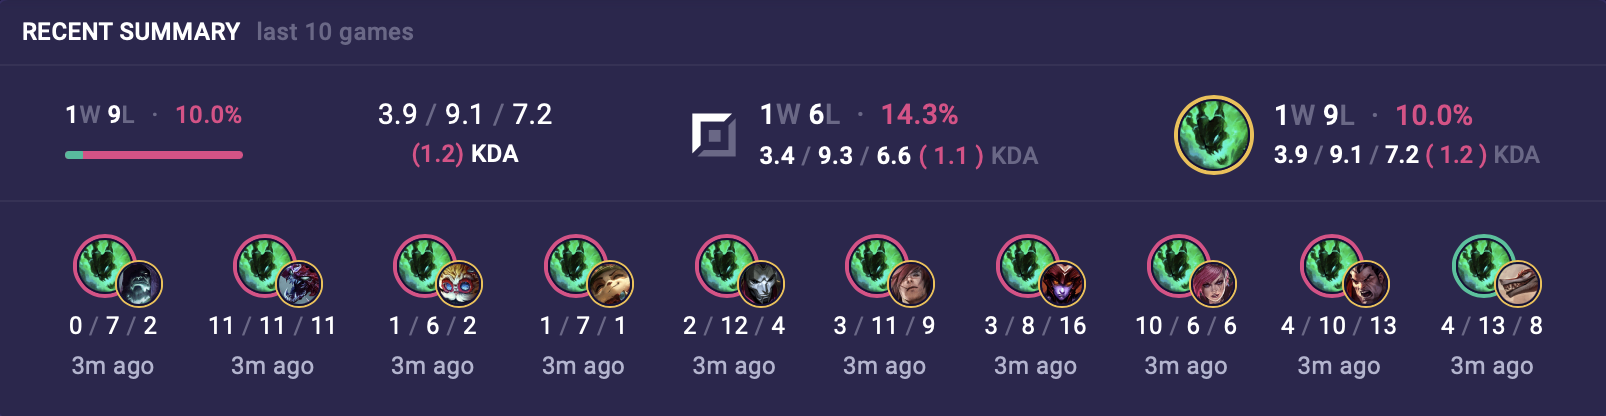 RECENT SUMMARY last 10 games
1W 9L · 10.0%
3.9 / 9.1 / 7.2
(1.2) KDA
1W 6L · 14.3%
3.4 / 9.3 / 6.6 ( 1.1 ) KDA
1W 9L · 10.0%
3.9 / 9.1 / 7.2 ( 1.2 ) KDA
0 / 7 / 2
3m ago
11 / 11 / 11
3m ago
1 / 6 / 2
3m ago
1 / 7 / 1
3m ago
2 / 12 / 4
3m ago
3 / 11 / 9
3m ago
3 / 8 / 16
3m ago
10 / 6 / 6
3m ago
4 / 10 / 13
3m ago
4 / 13 / 8
3m ago